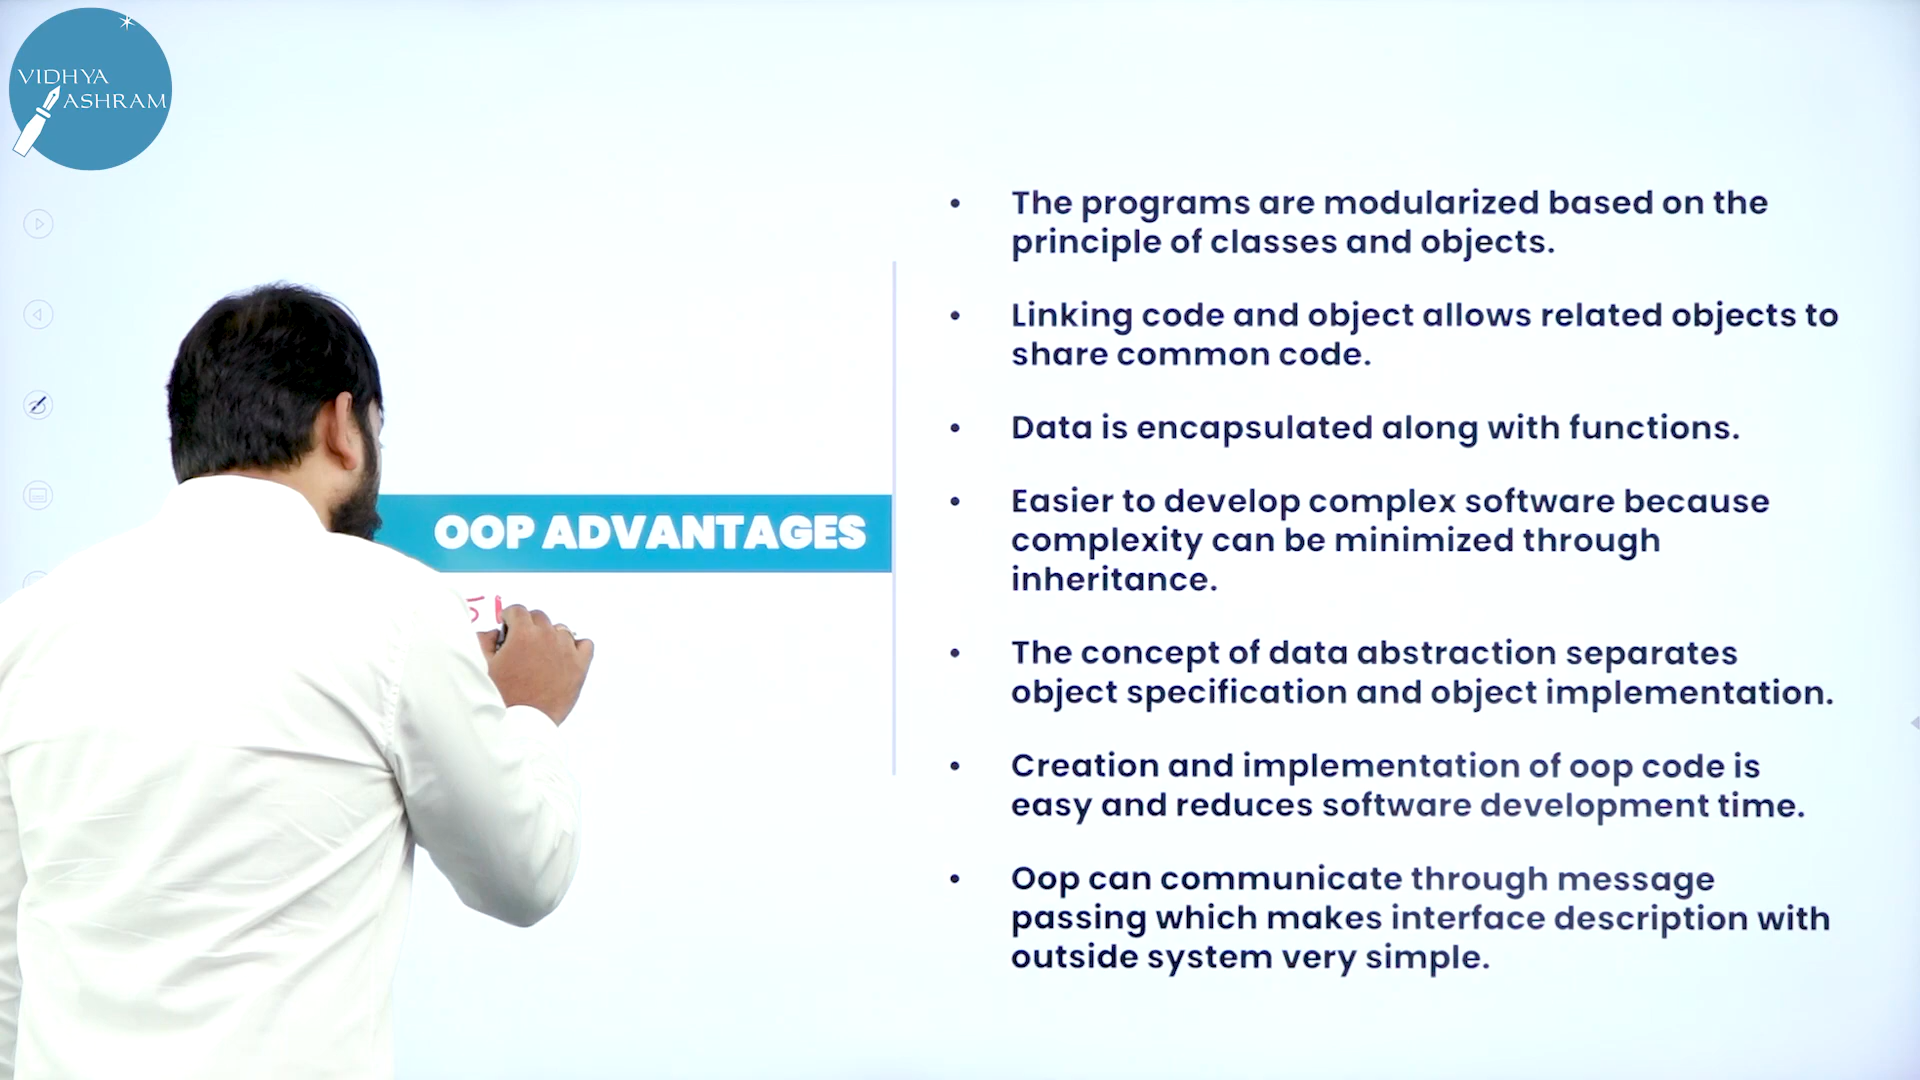 VIDHYA
ASHRAM
OOP ADVANTAGES
5
• The programs are modularized based on the
principle of classes and objects.
• Linking code and object allows related objects to
share common code.
• Data is encapsulated along with functions.
• Easier to develop complex software because
complexity can be minimized through
inheritance.
• The concept of data abstraction separates
object specification and object implementation.
• Creation and implementation of oop code is
easy and reduces software development time.
• Oop can communicate through message
passing which makes interface description with
outside system very simple.